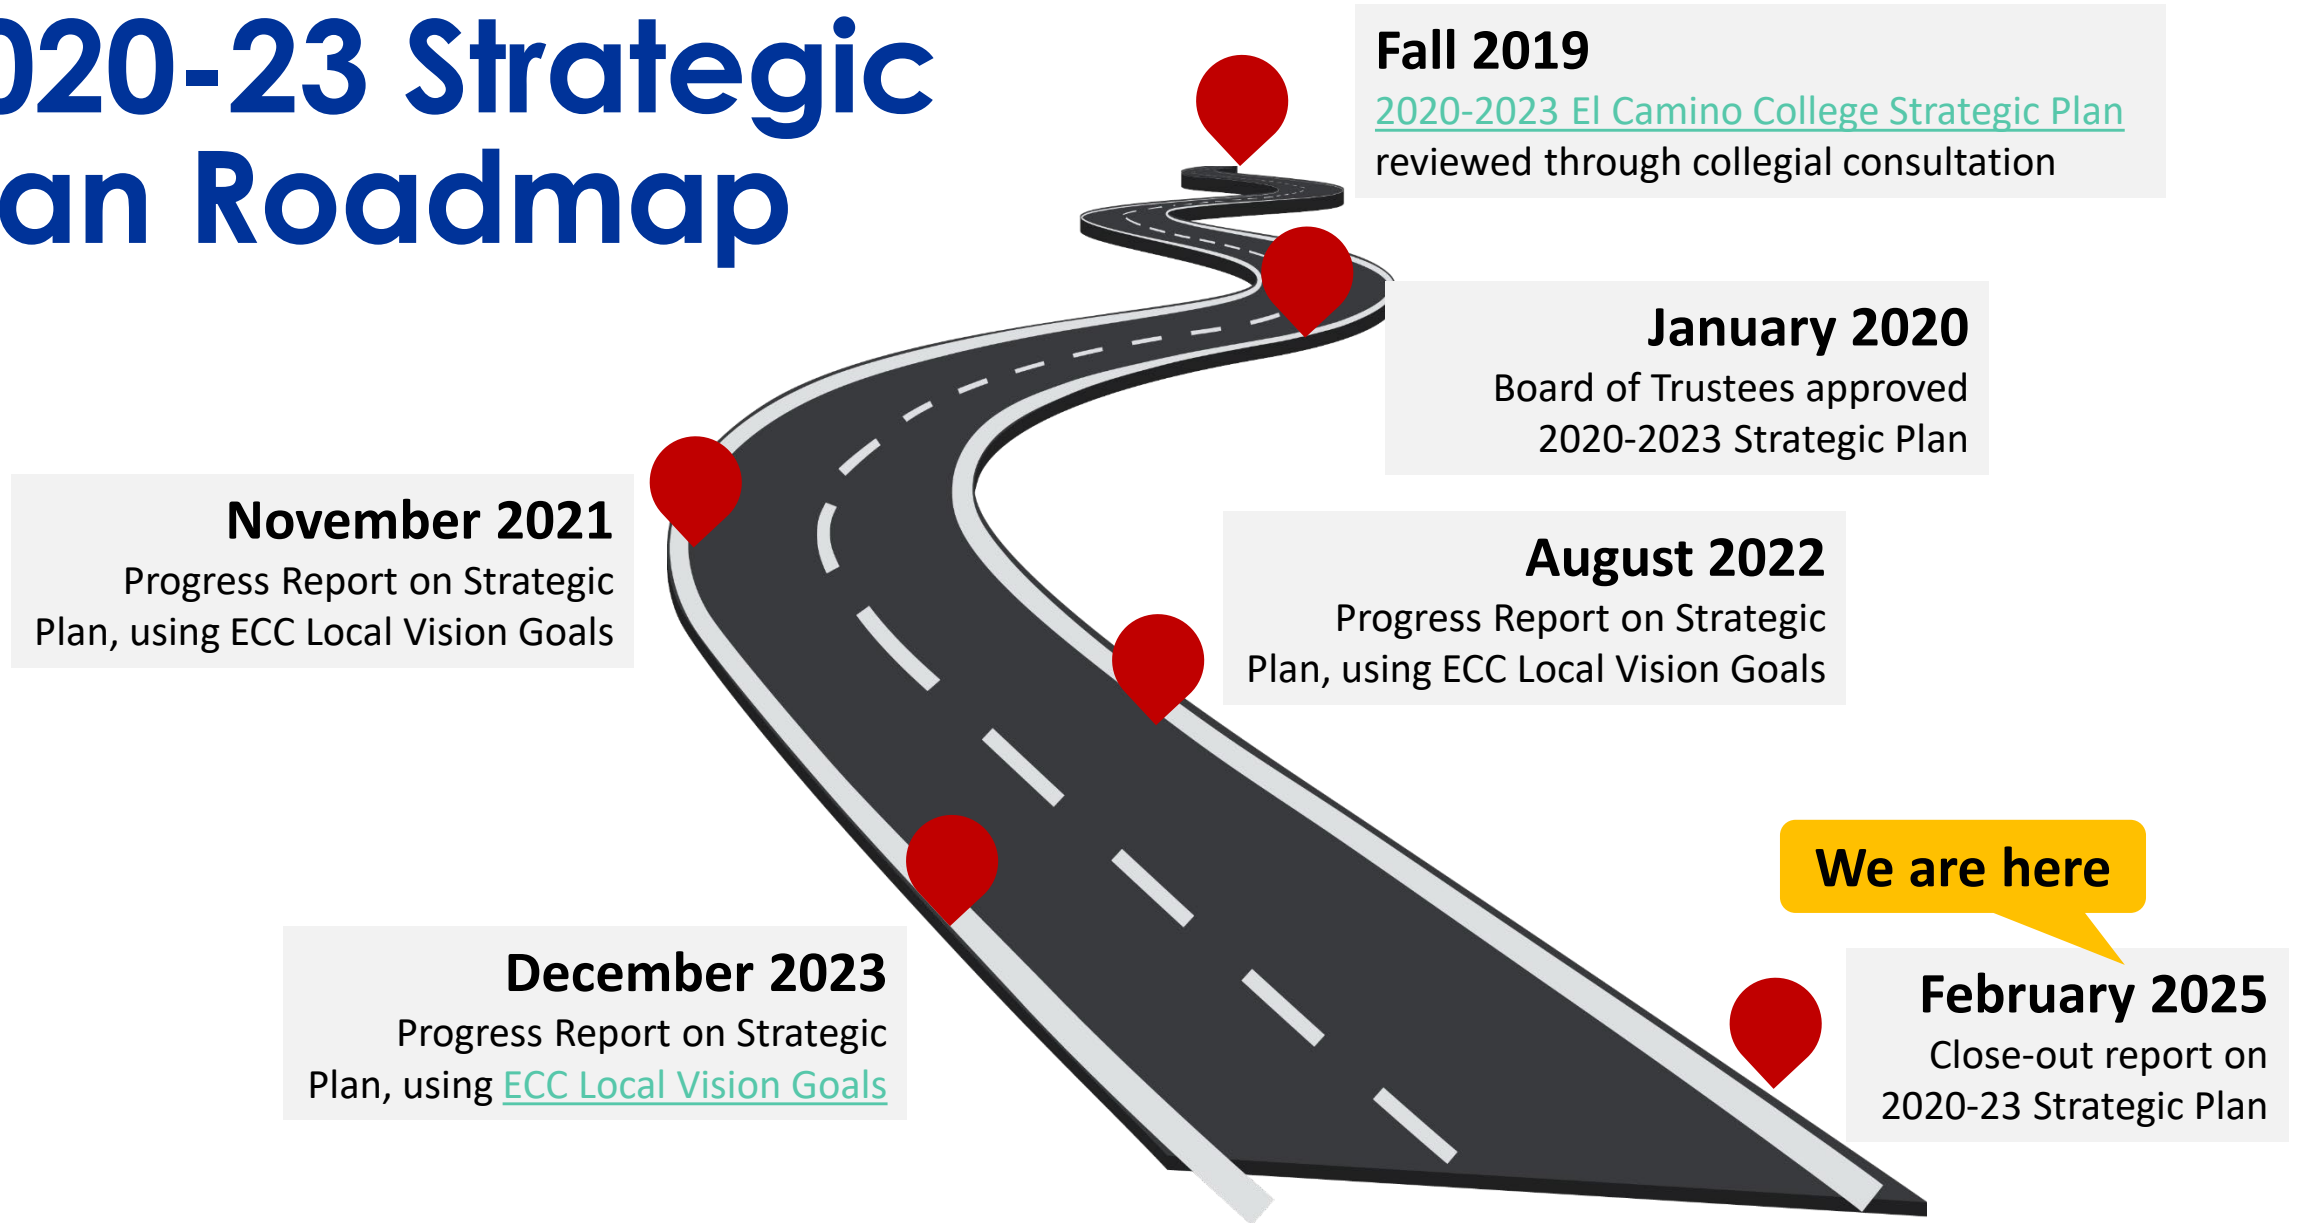 020-23 Strategic
an Roadmap
Fall 2019
2020-2023 El Camino College Strategic Plan
reviewed through collegial consultation
January 2020
Board of Trustees approved
2020-2023 Strategic Plan
November 2021
Progress Report on Strategic
Plan, using ECC Local Vision Goals
August 2022
Progress Report on Strategic
Plan, using ECC Local Vision Goals
December 2023
Progress Report on Strategic
Plan, using ECC Local Vision Goals
We are here
February 2025
Close-out report on
2020-23 Strategic Plan